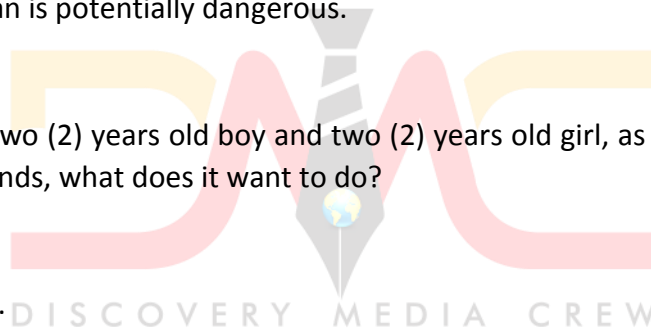 n is potentially dangerous.
wo (2) years old boy and two (2) years old girl, as
nds, what does it want to do?
.
DMC
DISCOVERY MEDIA CREW